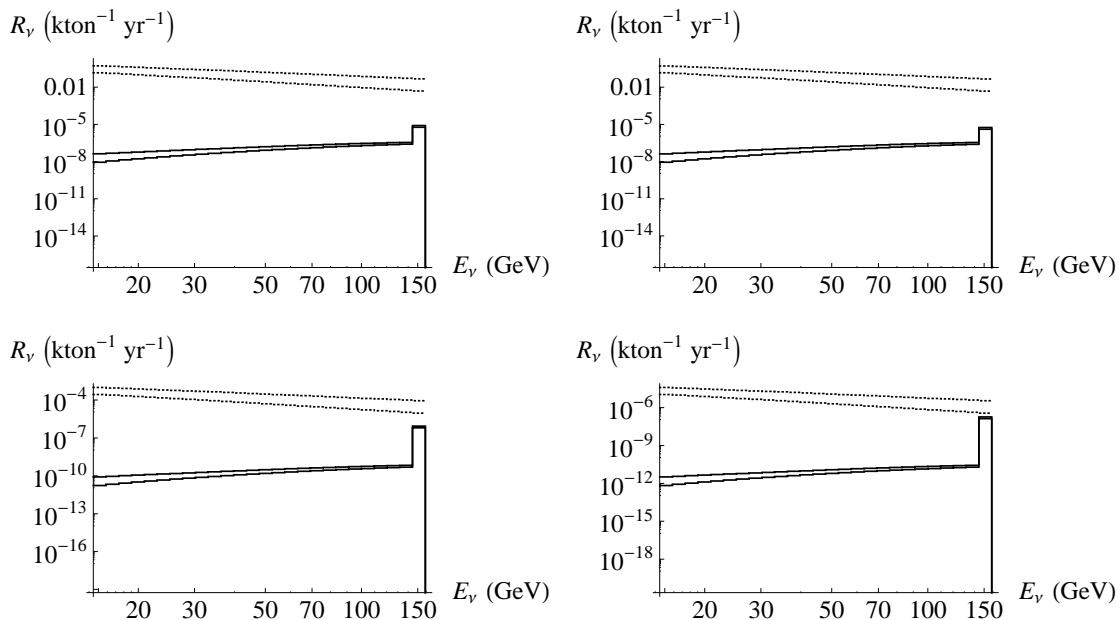 R_ν (kton⁻¹ yr⁻¹)
0.01
10⁻⁵
10⁻⁸
10⁻¹¹
10⁻¹⁴
20 30 50 70 100 150
E_ν (GeV)
R_ν (kton⁻¹ yr⁻¹)
0.01
10⁻⁵
10⁻⁸
10⁻¹¹
10⁻¹⁴
20 30 50 70 100 150
E_ν (GeV)
R_ν (kton⁻¹ yr⁻¹)
10⁻⁴
10⁻⁷
10⁻¹⁰
10⁻¹³
10⁻¹⁶
20 30 50 70 100 150
E_ν (GeV)
R_ν (kton⁻¹ yr⁻¹)
10⁻⁶
10⁻⁹
10⁻¹²
10⁻¹⁵
10⁻¹⁸
20 30 50 70 100 150
E_ν (GeV)